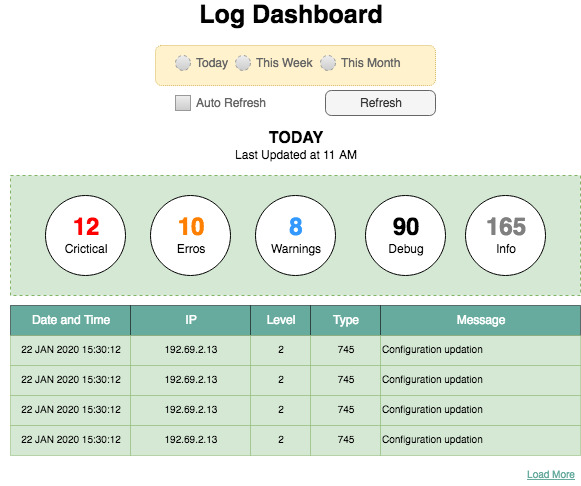 Log Dashboard
Today This Week This Month
Auto Refresh Refresh
TODAY
Last Updated at 11 AM
12 10 8 90 165
Crictical Erros Warnings Debug Info
Date and Time IP Level Type Message
22 JAN 2020 15:30:12 192.69.2.13 2 745 Configuration updation
22 JAN 2020 15:30:12 192.69.2.13 2 745 Configuration updation
22 JAN 2020 15:30:12 192.69.2.13 2 745 Configuration updation
22 JAN 2020 15:30:12 192.69.2.13 2 745 Configuration updation
Load More